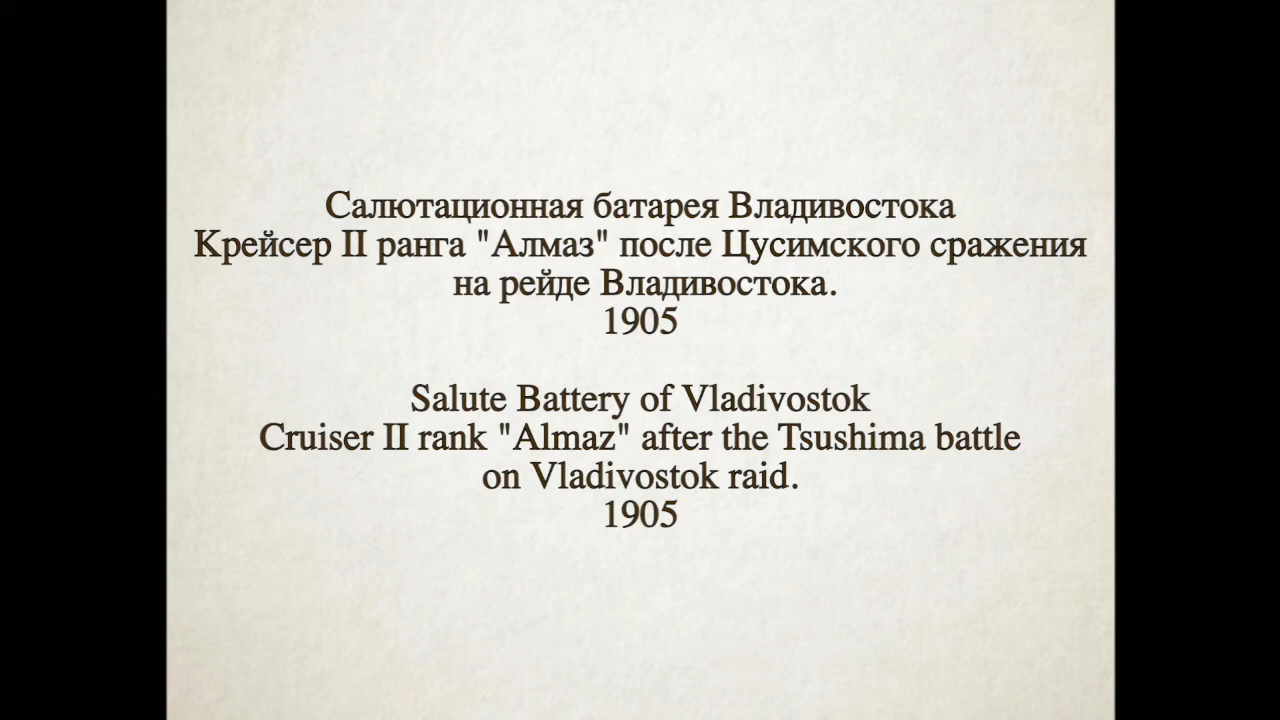 Салютационная батарея Владивостока
Крейсер II ранга "Алмаз" после Цусимского сражения
на рейде Владивостока.
1905
Salute Battery of Vladivostok
Cruiser II rank "Almaz" after the Tsushima battle
on Vladivostok raid.
1905